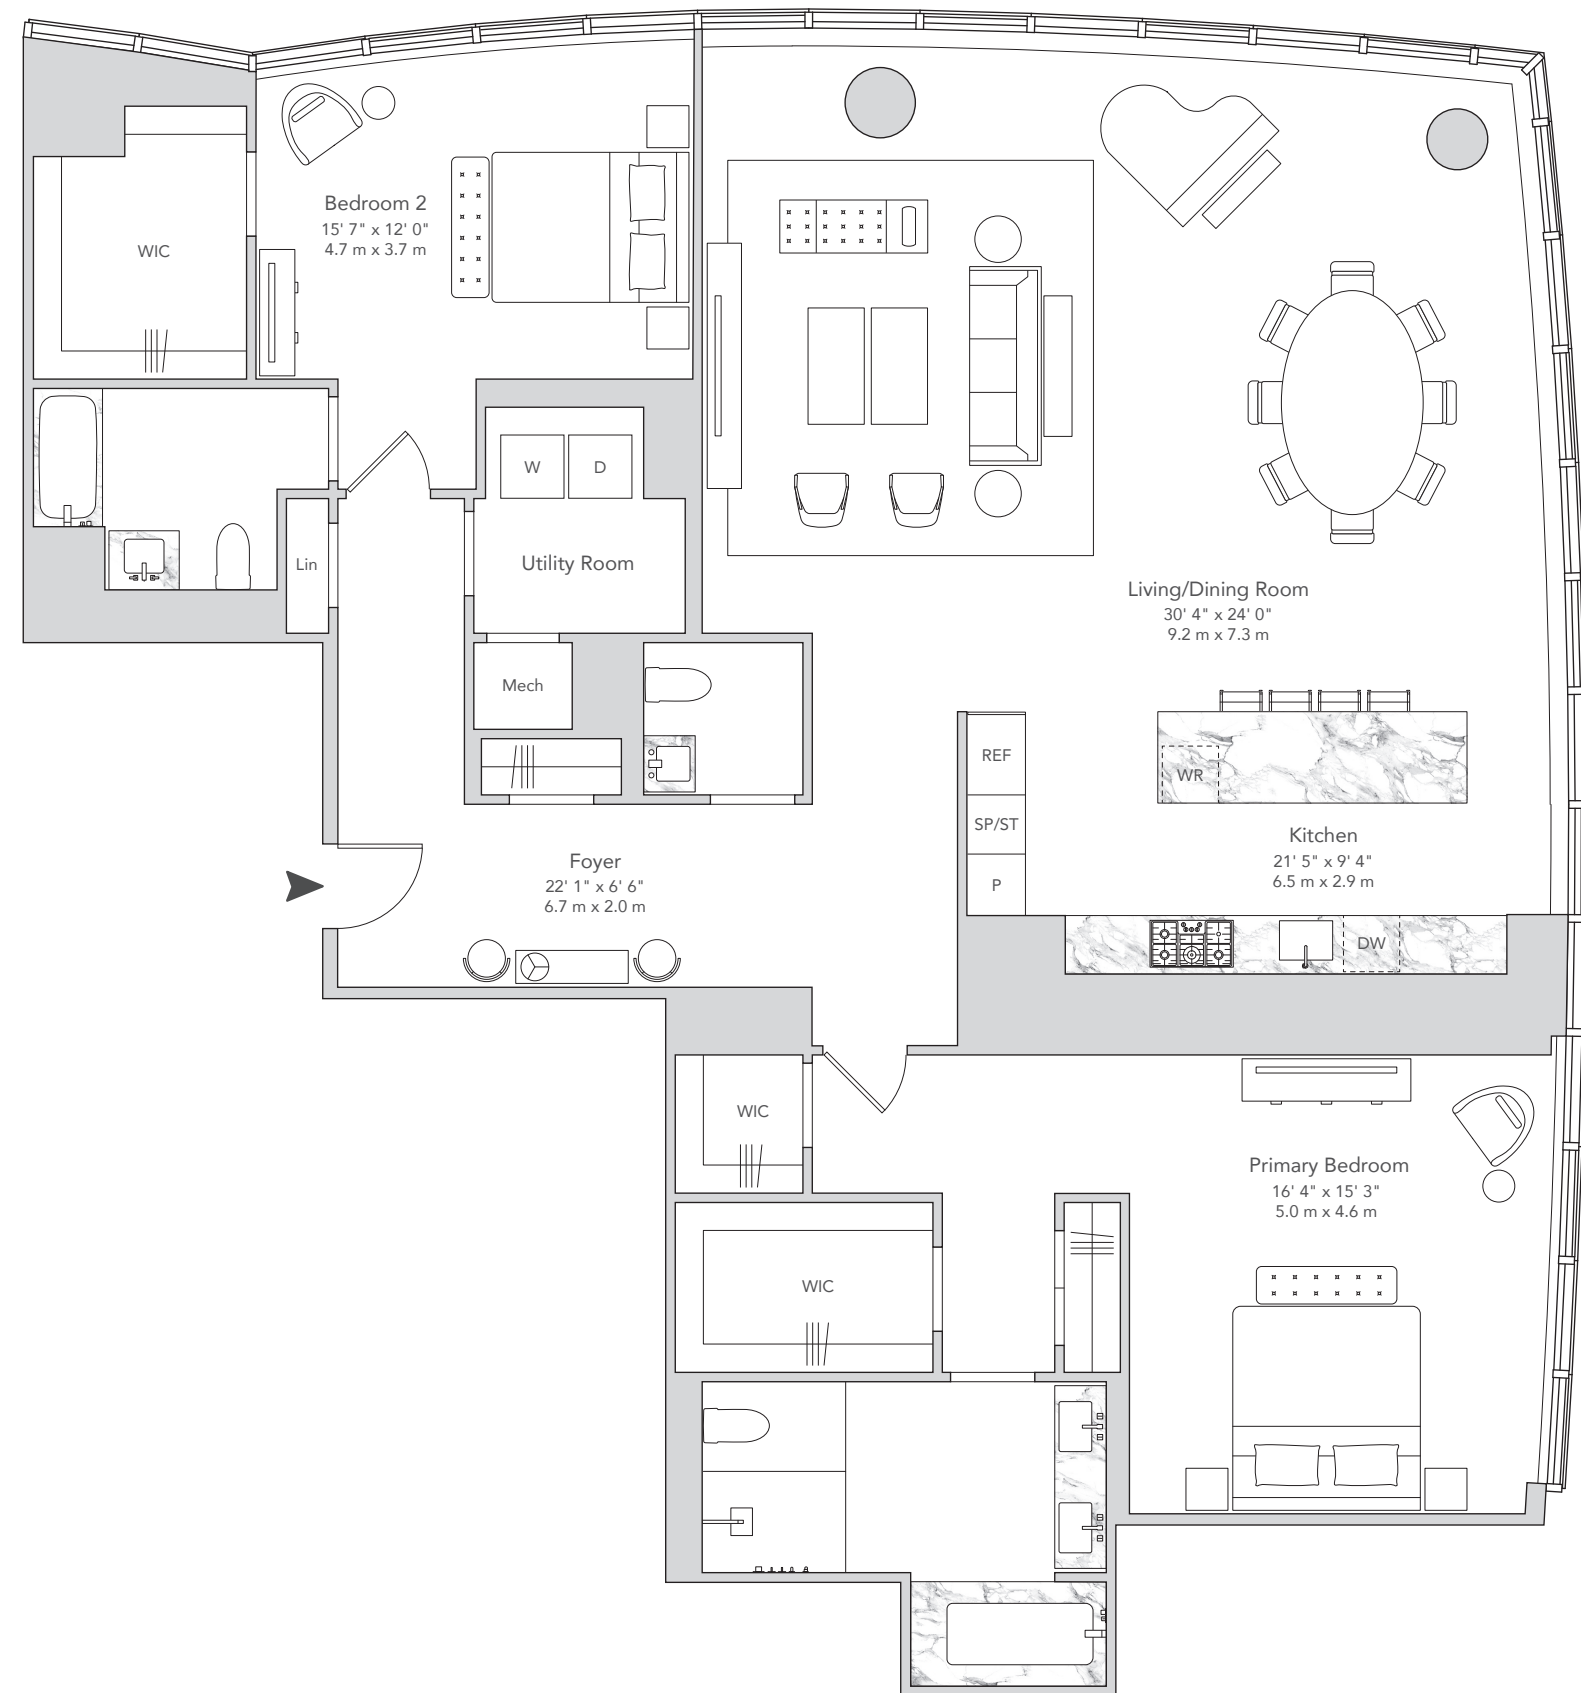 Bedroom 2
15' 7" x 12' 0"
4.7 m x 3.7 m
WIC
W
D
Lin
Utility Room
Living/Dining Room
30' 4" x 24' 0"
9.2 m x 7.3 m
Mech
REF
WR
SP/ST
Kitchen
21' 5" x 9' 4"
6.5 m x 2.9 m
Foyer
22' 1" x 6' 6"
6.7 m x 2.0 m
P
DW
WIC
Primary Bedroom
16' 4" x 15' 3"
5.0 m x 4.6 m
WIC